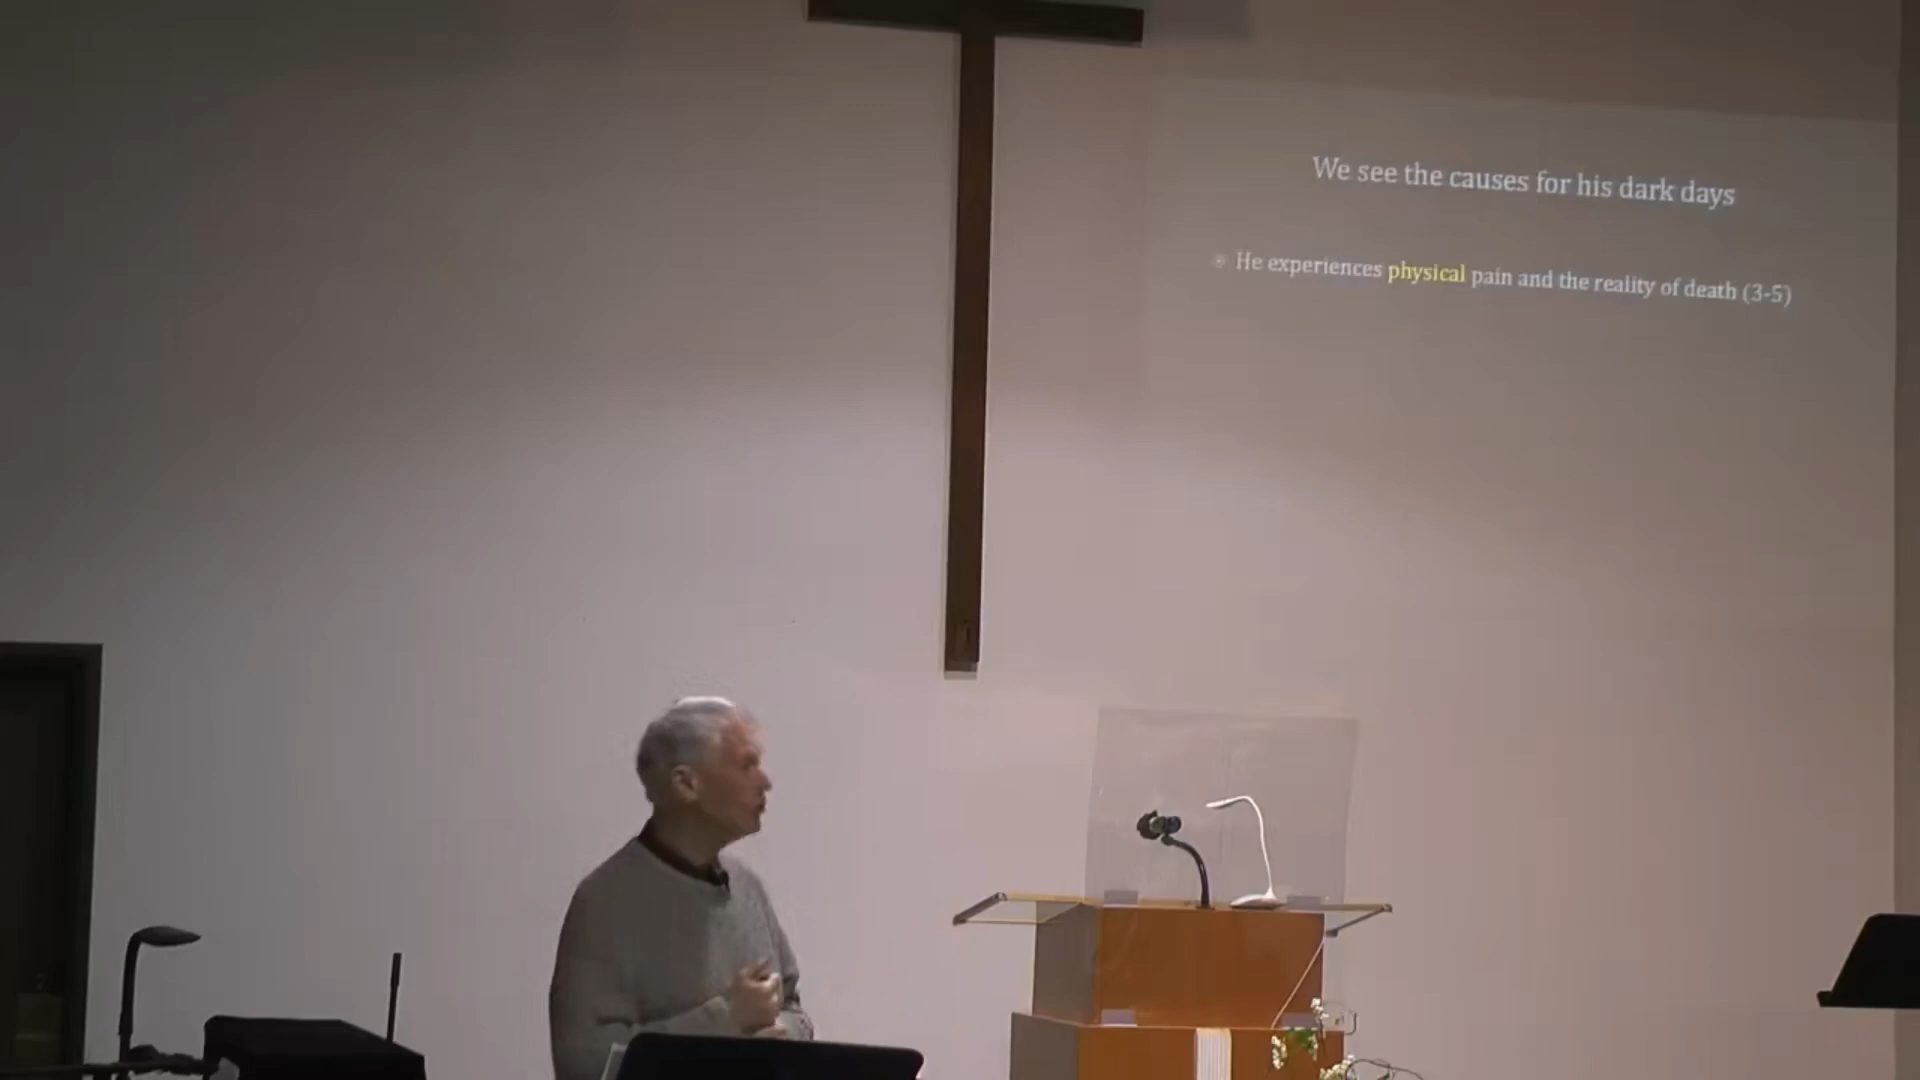 We see the causes for his dark days
He experiences physical pain and the reality of death (3-5)